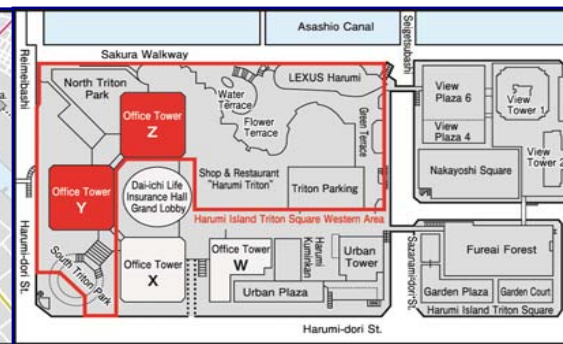 Asashio Canal
Seigetsubashi
Reimeibashi
Sakura Walkway
North Triton
Park
Water
Terrace
LEXUS Harumi
Flower
Terrace
Green Terrace
Office Tower
Z
View
Plaza 6
View
Tower 1
View
Plaza 4
View
Tower 2
Nakayoshi Square
Office Tower
Y
Dai-ichi Life
Insurance Hall
Grand Lobby
Shop & Restaurant
"Harumi Triton"
Triton Parking
Harumi Island Triton Square Western Area
Harumi-dori St.
South Triton Park
Office Tower
X
Office Tower
W
Harumi
Kuminkan
Urban
Tower
Urban Plaza
Sazanamidori-St.
Fureai Forest
Garden Plaza
Garden Court
Harumi Island Triton Square
Harumi-dori St.